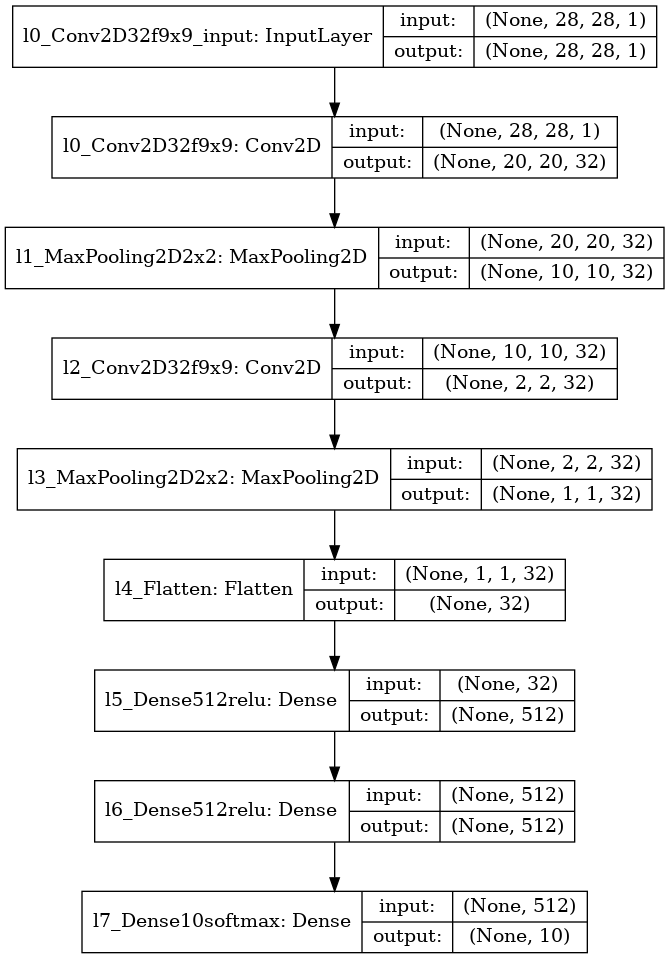 l0_Conv2D32f9x9_input: InputLayer
input: (None, 28, 28, 1)
output: (None, 28, 28, 1)
l0_Conv2D32f9x9: Conv2D
input: (None, 28, 28, 1)
output: (None, 20, 20, 32)
l1_MaxPooling2D2x2: MaxPooling2D
input: (None, 20, 20, 32)
output: (None, 10, 10, 32)
l2_Conv2D32f9x9: Conv2D
input: (None, 10, 10, 32)
output: (None, 2, 2, 32)
l3_MaxPooling2D2x2: MaxPooling2D
input: (None, 2, 2, 32)
output: (None, 1, 1, 32)
l4_Flatten: Flatten
input: (None, 1, 1, 32)
output: (None, 32)
l5_Dense512relu: Dense
input: (None, 32)
output: (None, 512)
l6_Dense512relu: Dense
input: (None, 512)
output: (None, 512)
l7_Dense10softmax: Dense
input: (None, 512)
output: (None, 10)